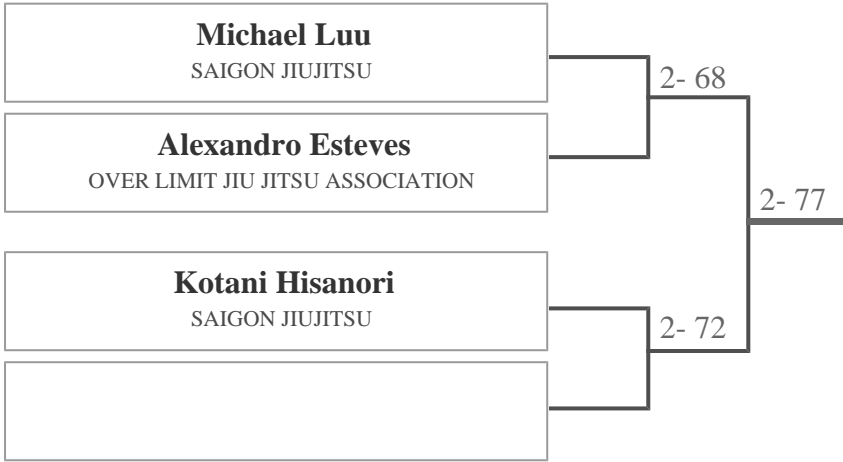 Michael Luu
SAIGON JIUJITSU
2- 68
Alexandro Esteves
OVER LIMIT JIU JITSU ASSOCIATION
2- 77
Kotani Hisanori
SAIGON JIUJITSU
2- 72